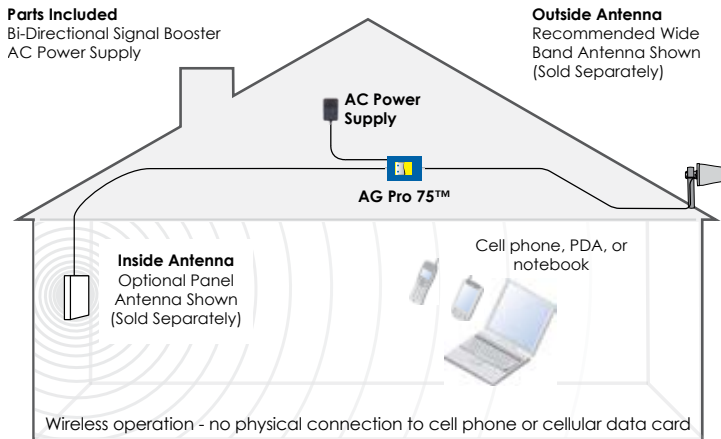 Parts Included
Bi-Directional Signal Booster
AC Power Supply
Outside Antenna
Recommended Wide
Band Antenna Shown
(Sold Separately)
AC Power
Supply
AG Pro 75™
Inside Antenna
Optional Panel
Antenna Shown
(Sold Separately)
Cell phone, PDA, or
notebook
Wireless operation - no physical connection to cell phone or cellular data card